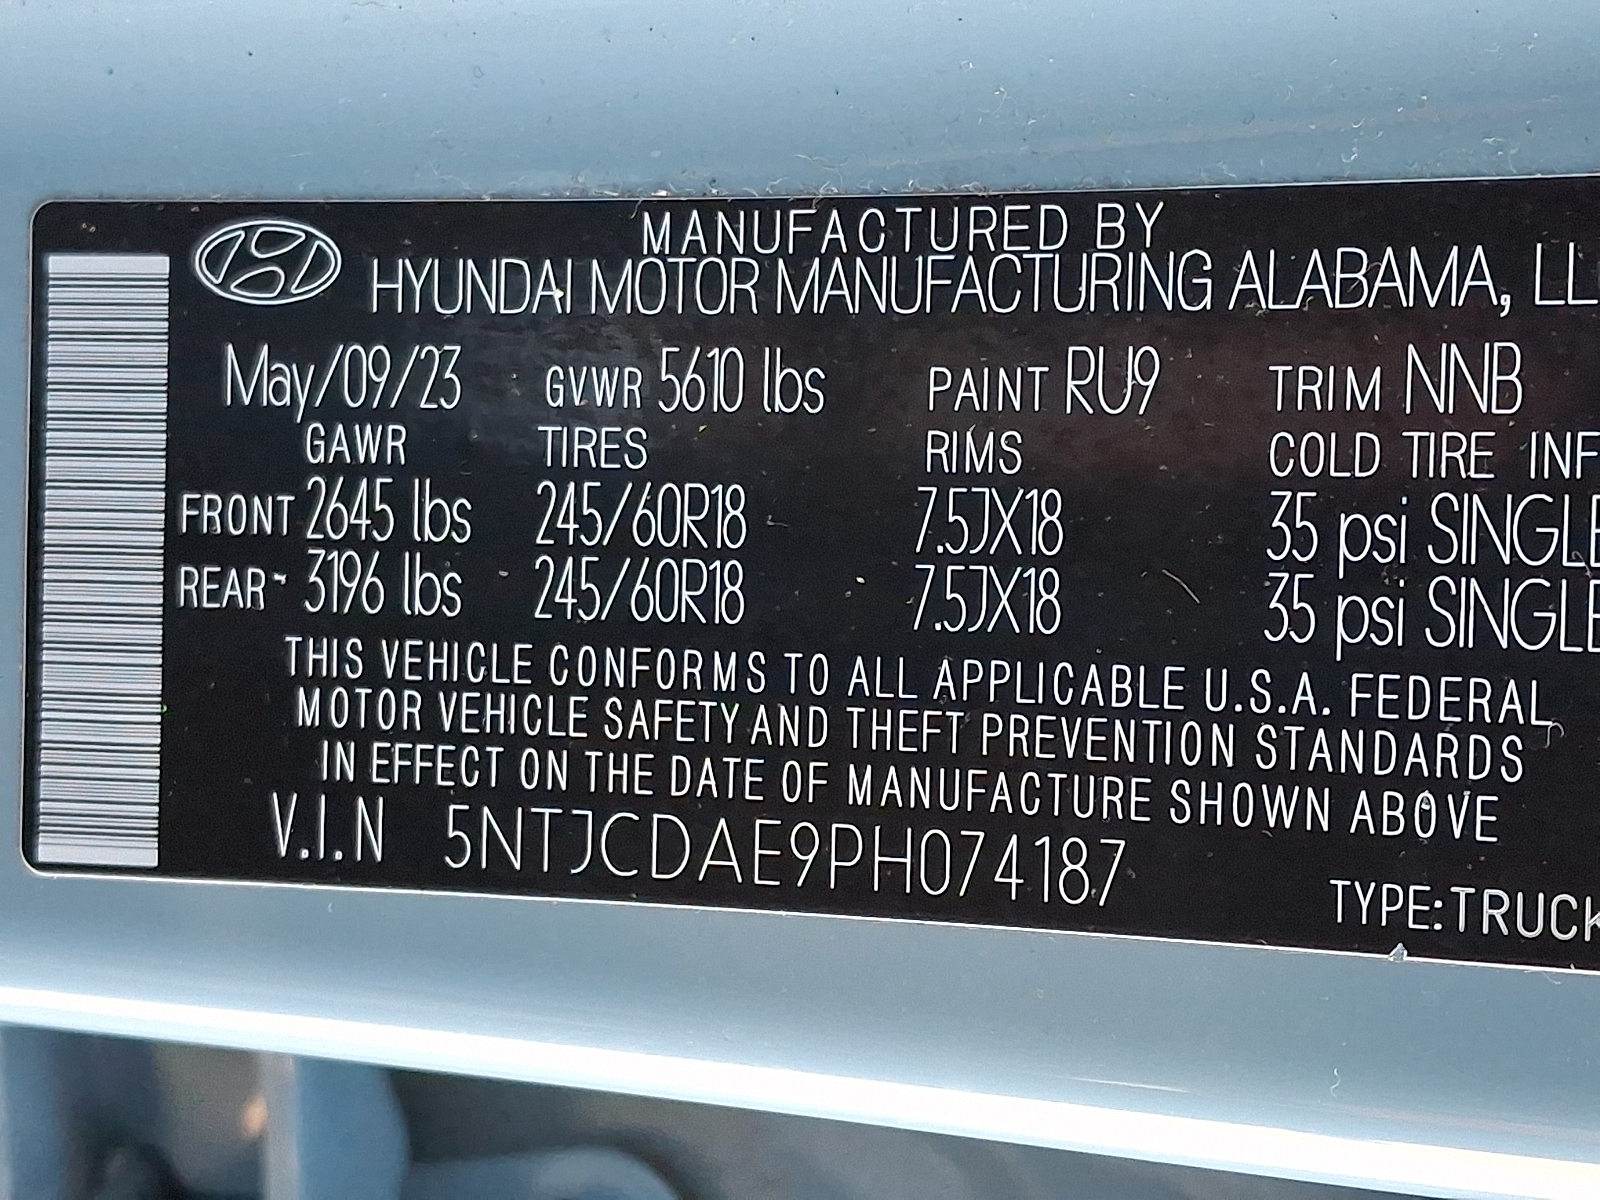 MANUFACTURED BY
HYUNDAI MOTOR MANUFACTURING ALABAMA, LL
May/09/23 GVWR 5610 lbs PAINT RU9 TRIM NNB
GAWR TIRES RIMS COLD TIRE INF
FRONT 2645 lbs 245/60R18 7.5JX18 35 psi SINGLE
REAR 3196 lbs 245/60R18 7.5JX18 35 psi SINGLE
THIS VEHICLE CONFORMS TO ALL APPLICABLE U.S.A. FEDERAL
MOTOR VEHICLE SAFETY AND THEFT PREVENTION STANDARDS
IN EFFECT ON THE DATE OF MANUFACTURE SHOWN ABOVE
V.I.N 5NTJCDAE9PH074187
TYPE:TRUCK